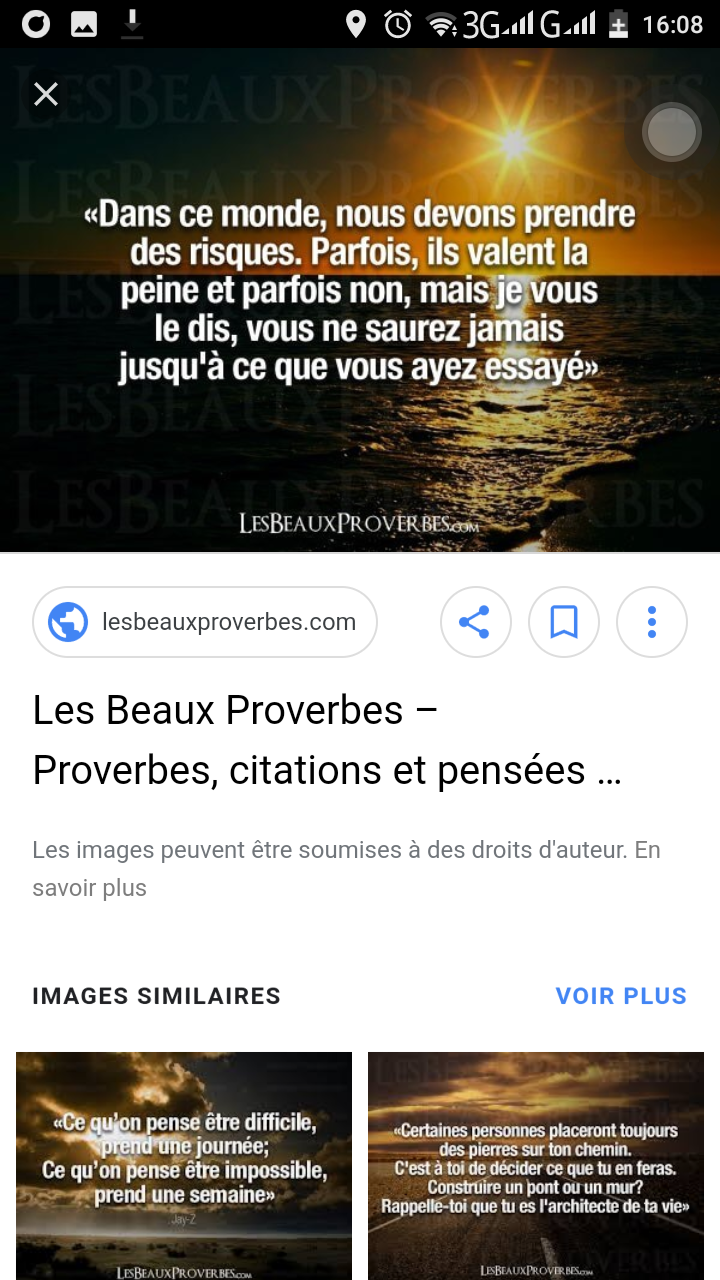 3G G 16:08
«Dans ce monde, nous devons prendre
des risques. Parfois, ils valent la
peine et parfois non, mais je vous
le dis, vous ne saurez jamais
jusqu'à ce que vous ayez essayé»
LESBEAUXPROVERBES.COM
lesbeauxproverbes.com
Les Beaux Proverbes –
Proverbes, citations et pensées ...
Les images peuvent être soumises à des droits d'auteur. En
savoir plus
IMAGES SIMILAIRES VOIR PLUS
«Ce qu'on pense être difficile,
prend une journée;
Ce qu'on pense être impossible,
prend une semaine»
Jay-Z
LESBEAUXPROVERBES.COM
«Certaines personnes placeront toujours
des pierres sur ton chemin.
C'est à toi de décider ce que tu en feras.
Construire un pont ou un mur?
Rappelle-toi que tu es l'architecte de ta vie»
LESBEAUXPROVERBES.COM